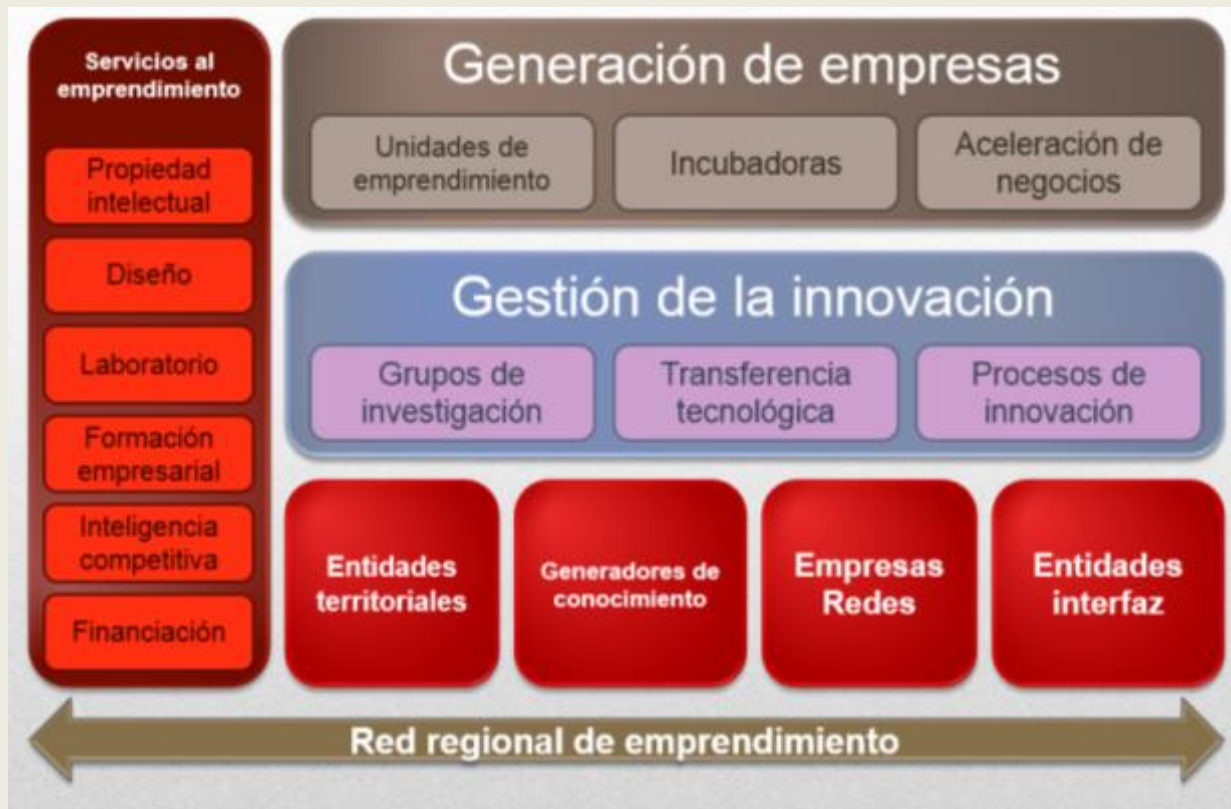 Servicios al
emprendimiento
Propiedad
intelectual
Diseño
Laboratorio
Formación
empresarial
Inteligencia
competitiva
Financiación
Generación de empresas
Unidades de
emprendimiento
Incubadoras
Aceleración de
negocios
Gestión de la innovación
Grupos de
investigación
Transferencia
tecnológica
Procesos de
innovación
Entidades
territoriales
Generadores de
conocimiento
Empresas
Redes
Entidades
interfaz
Red regional de emprendimiento